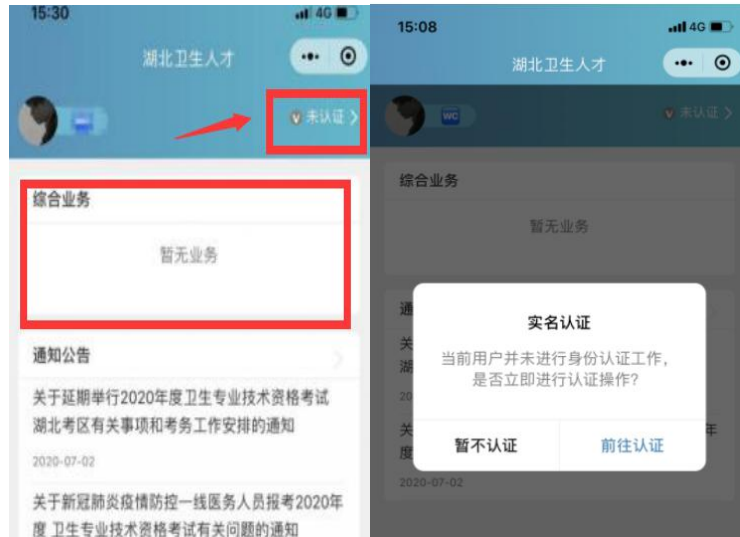 15:30
4G
湖北卫生人才
未认证
综合业务
暂无业务
通知公告
关于延期举行2020年度卫生专业技术资格考试
湖北考区有关事项和考务工作安排的通知
2020-07-02
关于新冠肺炎疫情防控一线医务人员报考2020年
度 卫生专业技术资格考试有关问题的通知
15:08
4G
湖北卫生人才
WC
未认证
综合业务
暂无业务
通
关
湖
20
实名认证
当前用户并未进行身份认证工作，
是否立即进行认证操作?
暂不认证
前往认证
关
年
度
2020-07-02